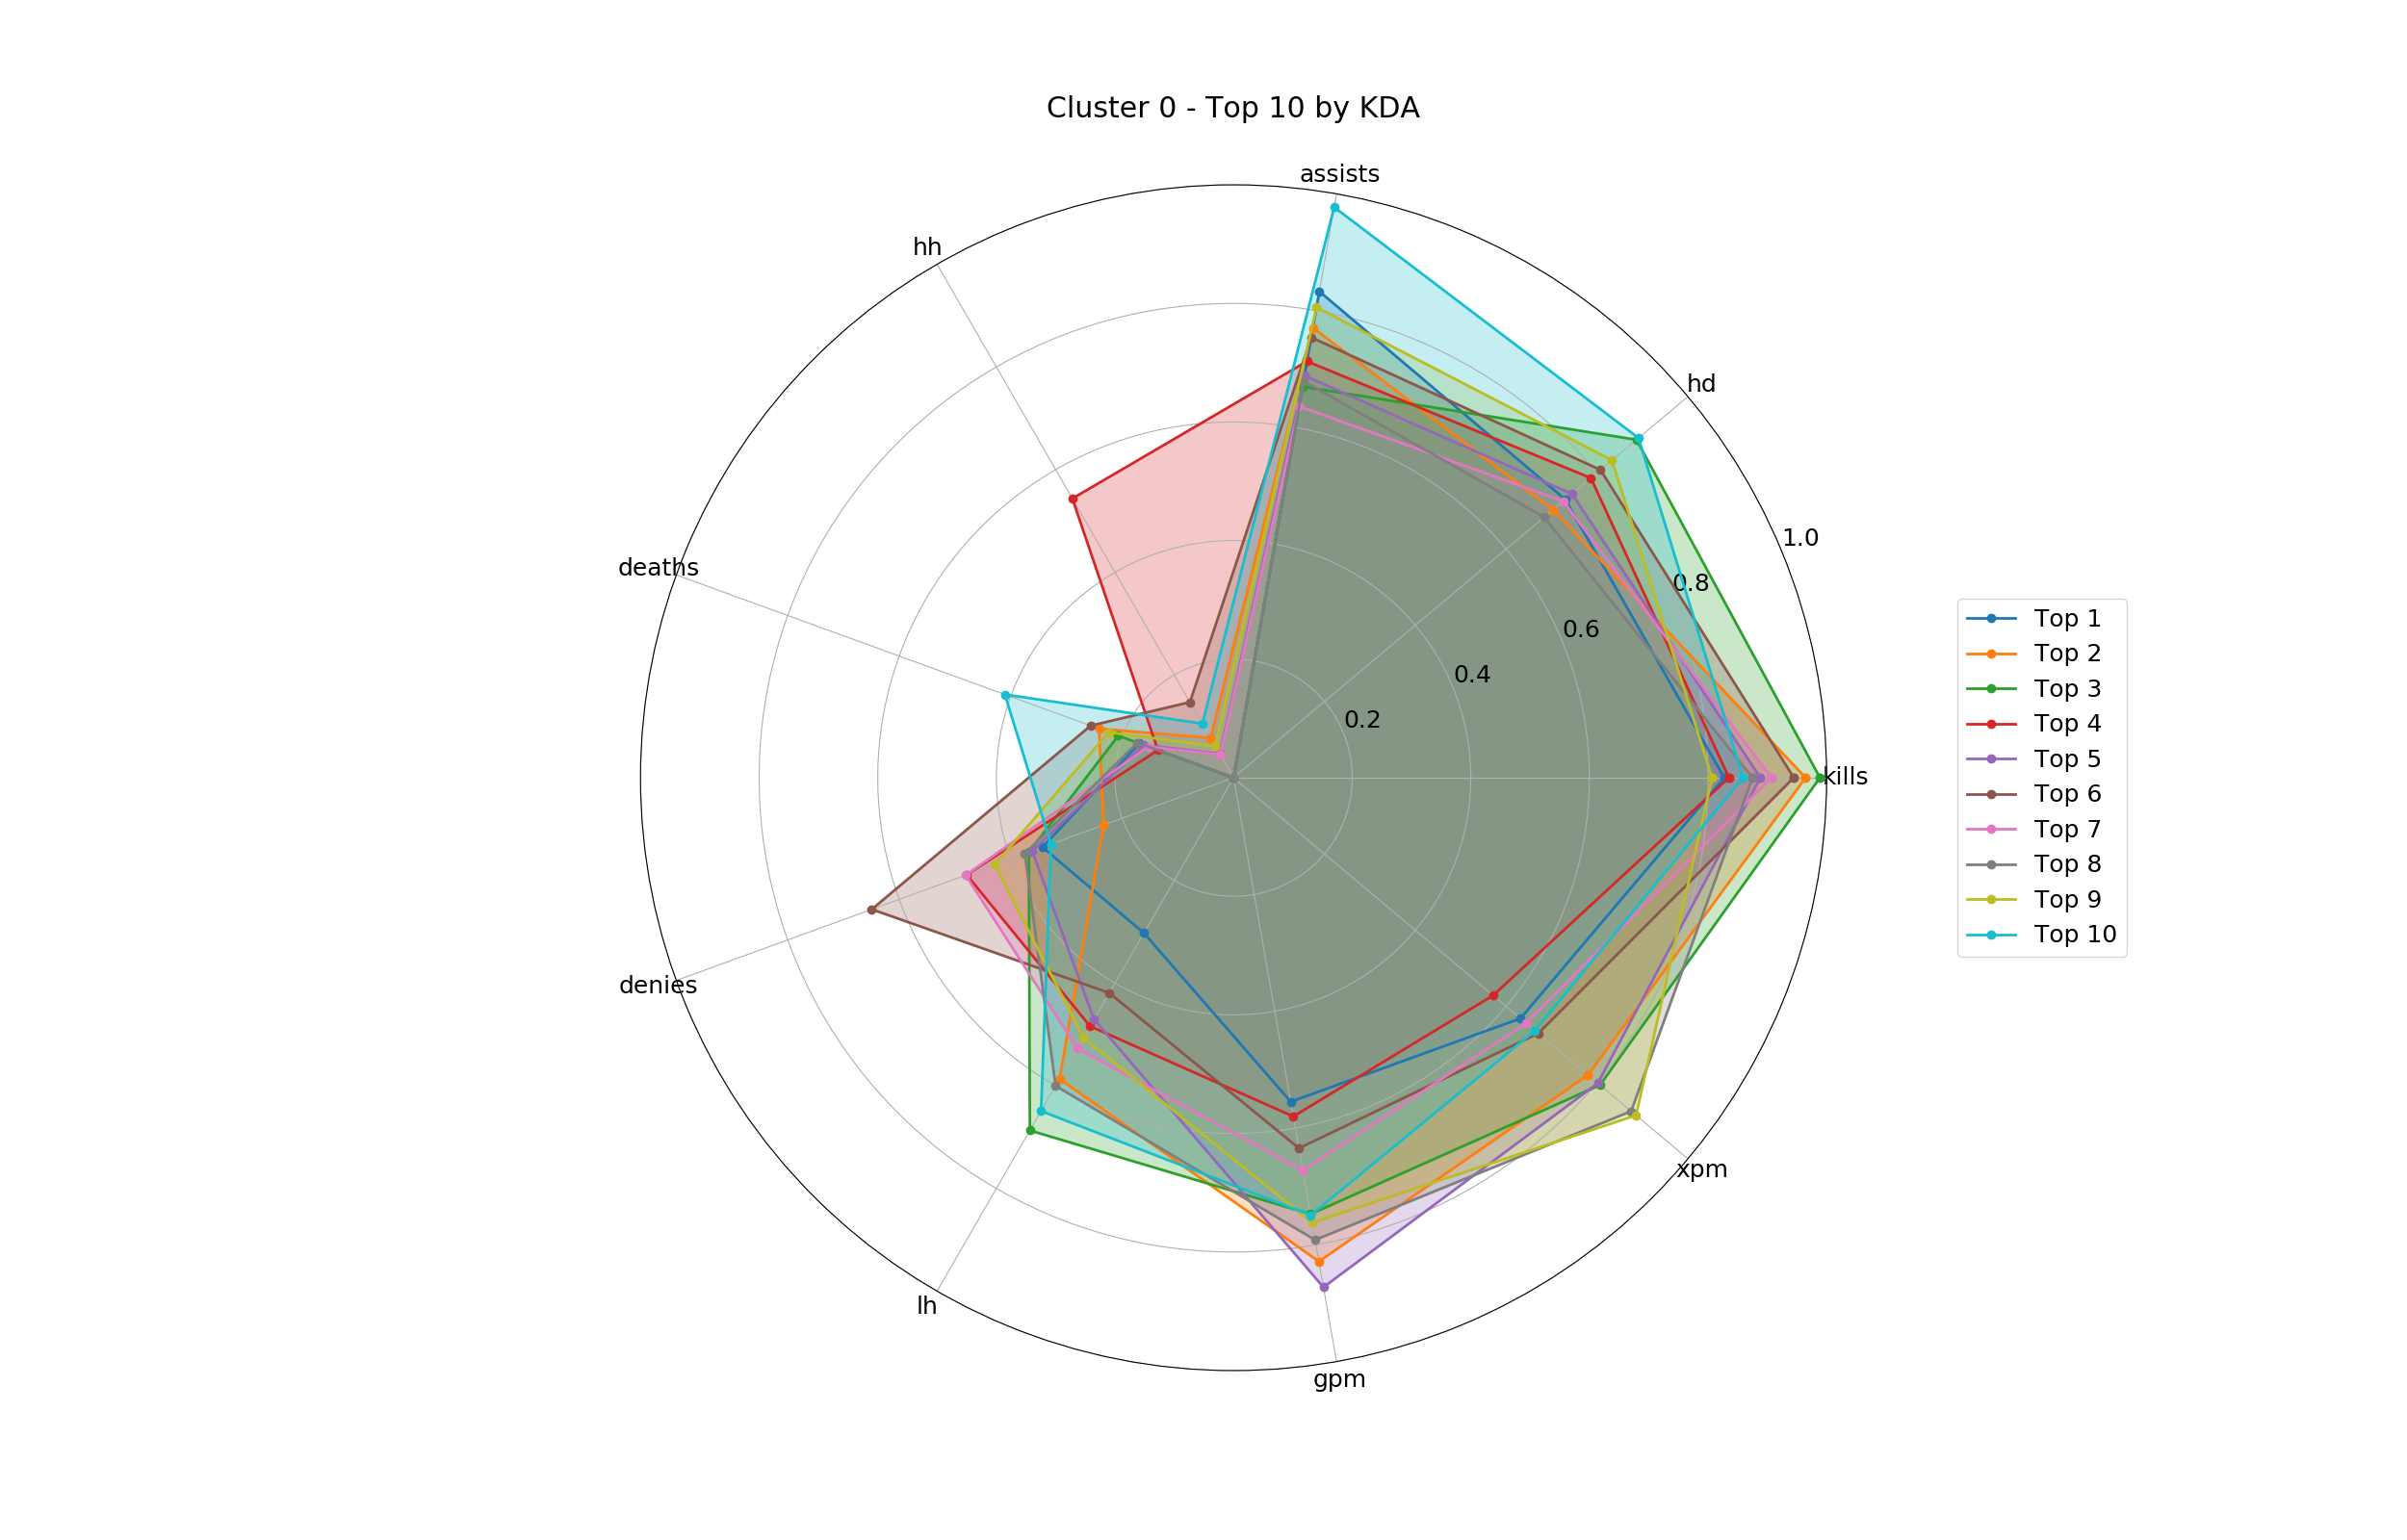 Cluster 0 - Top 10 by KDA
assists
hh
hd
1.0
deaths
0.8
0.6
0.4
0.2
kills
denies
xpm
lh
gpm
Top 1
Top 2
Top 3
Top 4
Top 5
Top 6
Top 7
Top 8
Top 9
Top 10